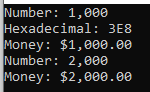 Number: 1,000
Hexadecimal: 3E8
Money: $1,000.00
Number: 2,000
Money: $2,000.00